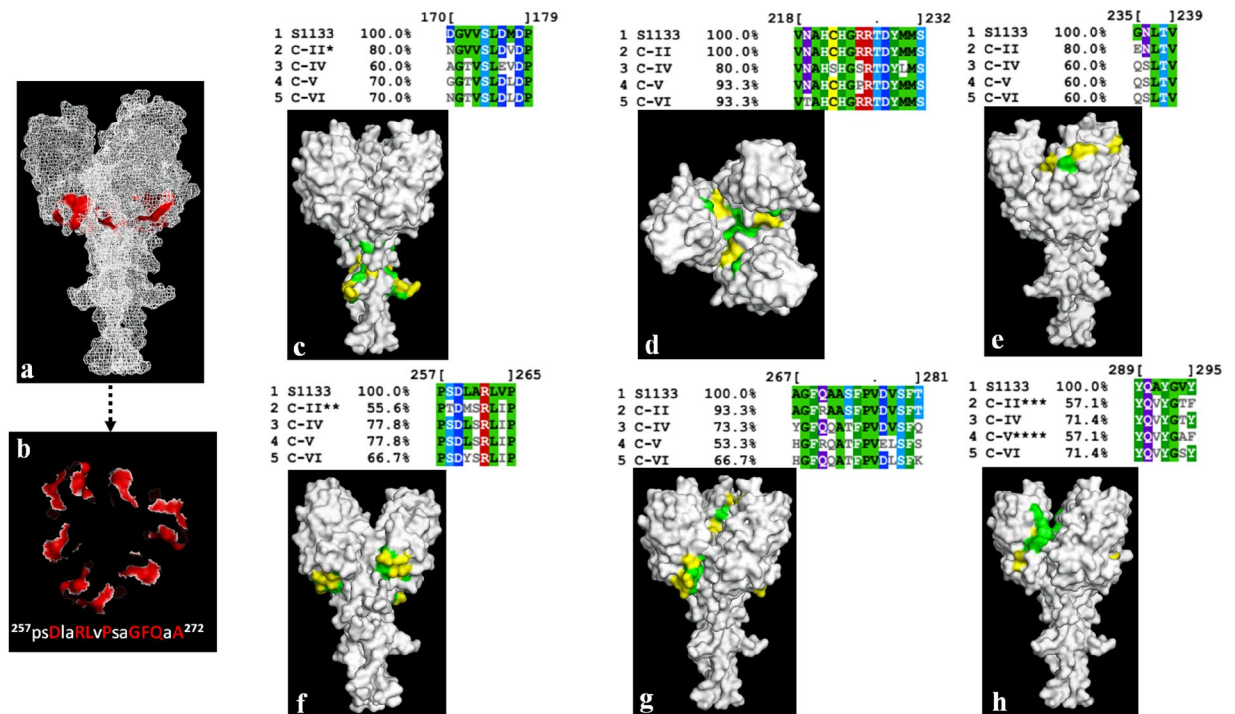 170[ ]179
1 S1133 100.0% DGVVSLDMDP
2 C-II* 80.0% NGVVSLDVDP
3 C-IV 60.0% AGTVSLEVDP
4 C-V 70.0% GGTVSLDLDP
5 C-VI 70.0% NGTVSLDLDP
218[ . ]232
1 S1133 100.0% VNAHCHGRRTDYMMS
2 C-II 100.0% VNAHCHGRRTDYMMS
3 C-IV 80.0% VNAHSHGSRTDYLMS
4 C-V 93.3% VNAHCHGPRTDYMMS
5 C-VI 93.3% VTAHCHGRRTDYMMS
235[ ]239
1 S1133 100.0% GNLTV
2 C-II 80.0% ENLTV
3 C-IV 60.0% QSLTV
4 C-V 60.0% QSLTV
5 C-VI 60.0% QSLTV
a
c
d
e
b
257psDlaRLvPsaGFQaA272
257[ ]265
1 S1133 100.0% PSDLARLVP
2 C-II** 55.6% PTDMSRLIP
3 C-IV 77.8% PSDLSRLIP
4 C-V 77.8% PSDLSRLIP
5 C-VI 66.7% PSDYSRLIP
267[ . ]281
1 S1133 100.0% AGFQAASFPVDVSFT
2 C-II 93.3% AGFRAASFPVDVSFT
3 C-IV 73.3% YGFQQATFPVDVSFQ
4 C-V 53.3% HGFRQATFPVELSFS
5 C-VI 66.7% HGFQQATFPVDLSFK
289[ ]295
1 S1133 100.0% YQAYGVY
2 C-II*** 57.1% YQVYGTF
3 C-IV 71.4% YQVYGTY
4 C-V**** 57.1% YQVYGAF
5 C-VI 71.4% YQVYGSY
f
g
h